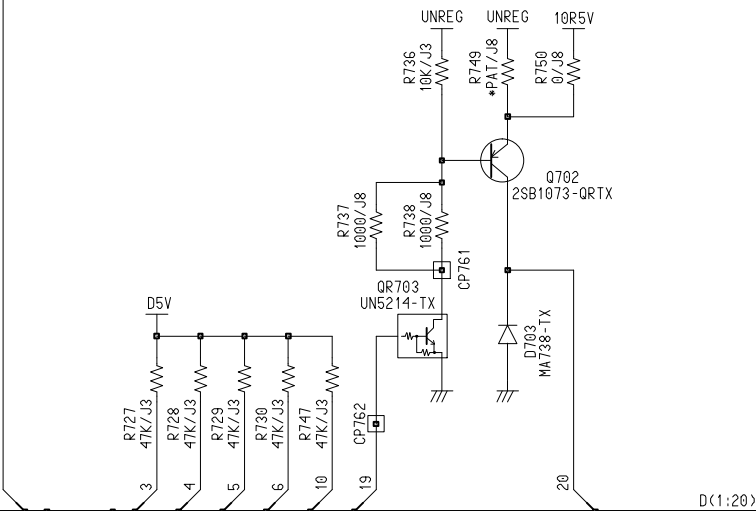 UNREG
UNREG
10R5V
R736
10K/J3
R749
*PAT/J8
R750
0/J8
Q702
2SB1073-QRTX
R737
1000/J8
R738
1000/J8
CP761
QR703
UN5214-TX
D5V
D703
MA738-TX
R727
47K/J3
R728
47K/J3
R729
47K/J3
R730
47K/J3
R747
47K/J3
CP762
3
4
5
6
10
19
20
D(1:20)